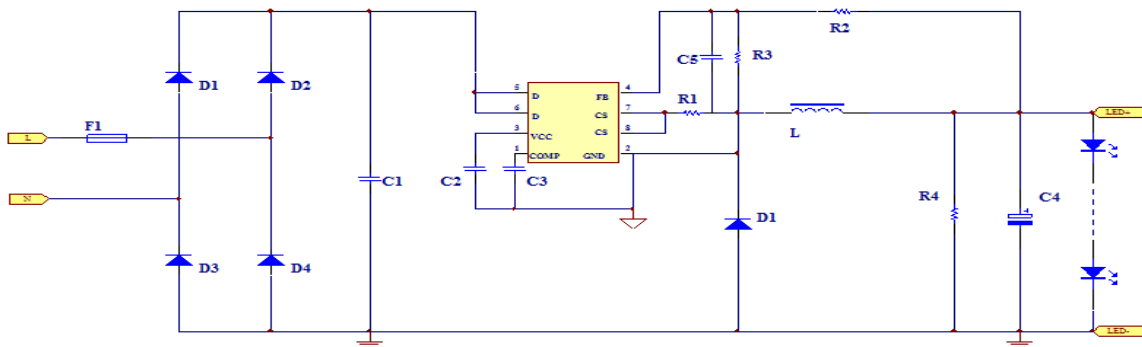 R2
D1
D2
C5
R3
5
D
FB
4
6
D
CS
7
R1
3
VCC
CS
8
1
COMP
GND
2
L
F1
N
C1
C2
C3
L
LED+
D1
R4
C4
+
D3
D4
LED-